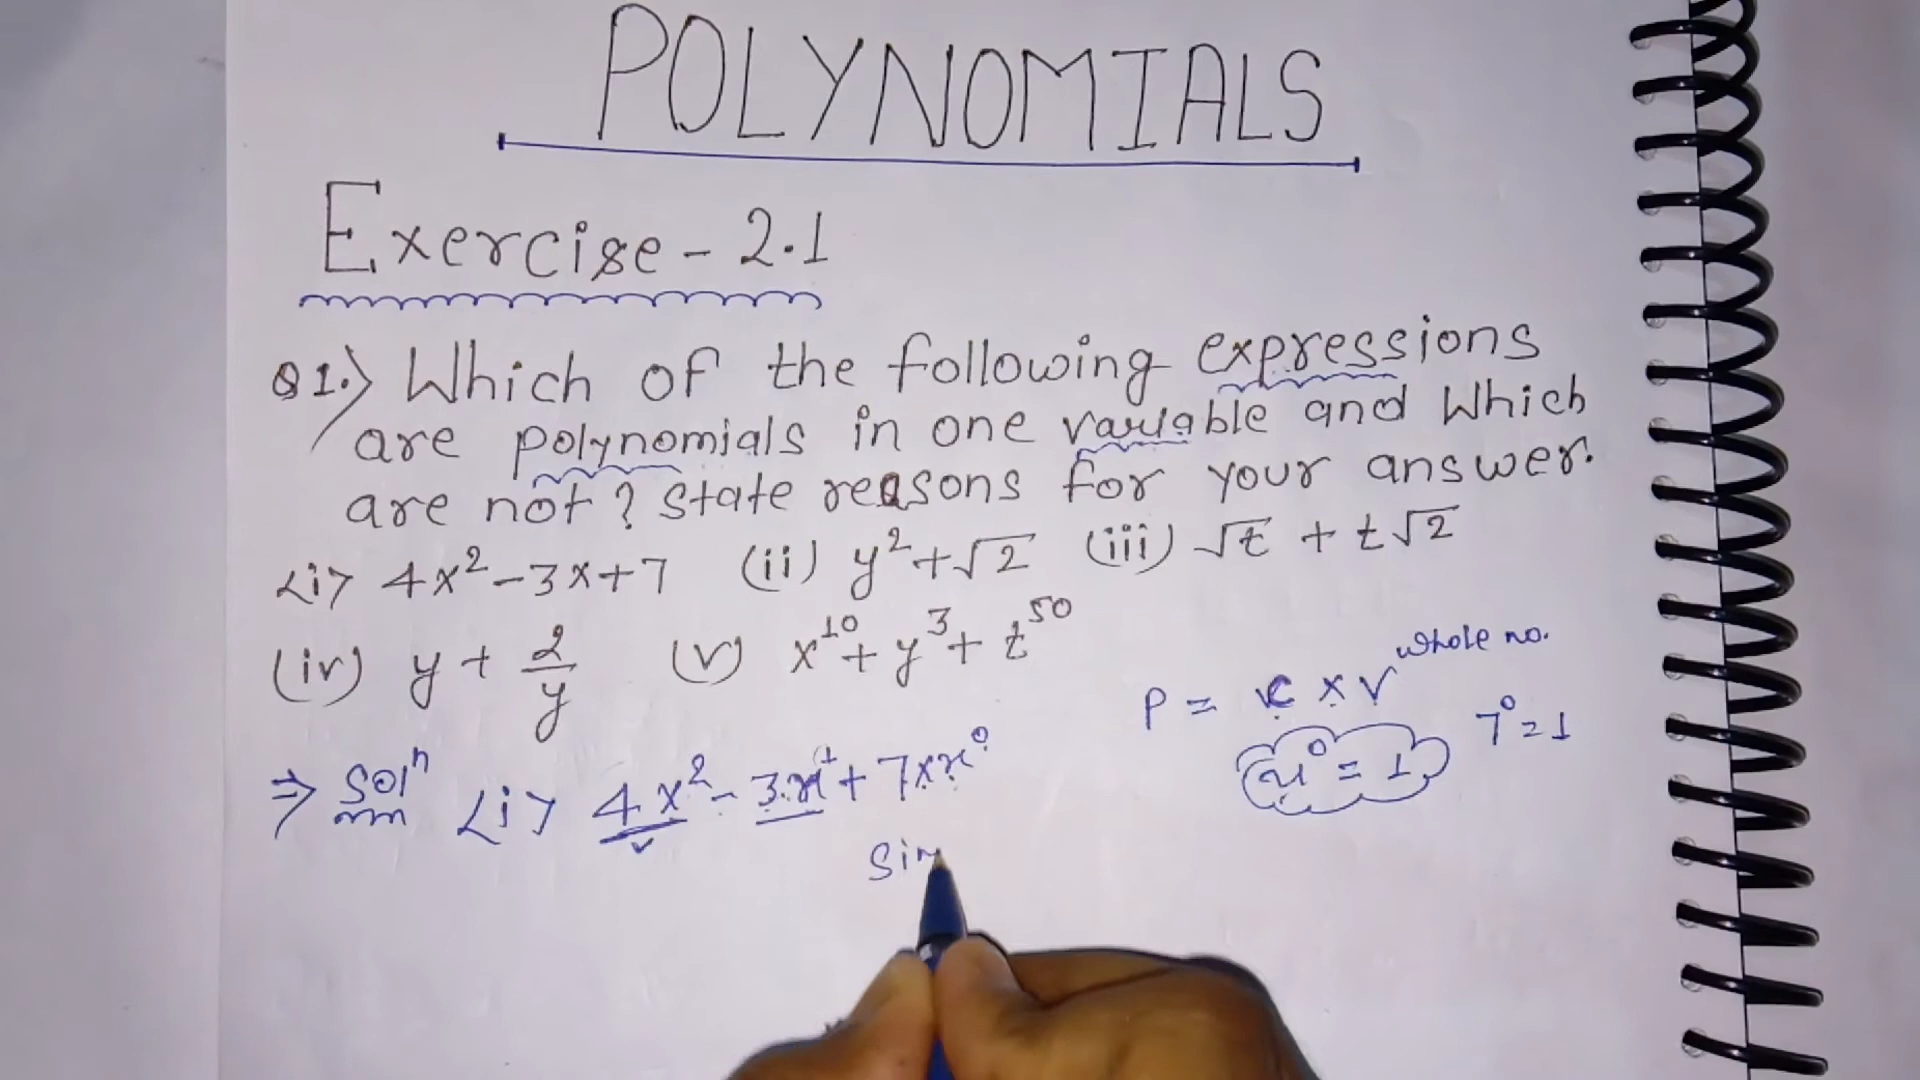 POLYNOMIALS
Exercise - 2.1
Q1.) Which of the following expressions
are polynomials in one variable and which
are not? State reasons for your answer.
<i> 4x² - 3x + 7 (ii) y² + √2 (iii) √t + t√2
(iv) y + 2/y (v) x¹⁰ + y³ + t⁵⁰
P = c × v^whole no.
x⁰ = 1 7⁰ = 1
⇒ Solⁿ <i> 4x² - 3x¹ + 7×x⁰
Sin